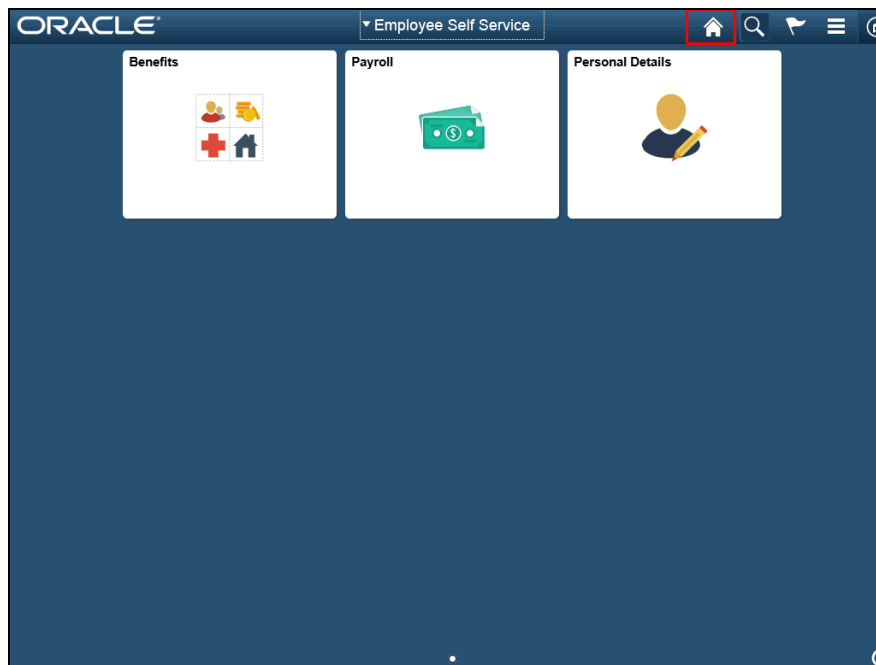 ORACLE
Employee Self Service
Benefits
Payroll
Personal Details